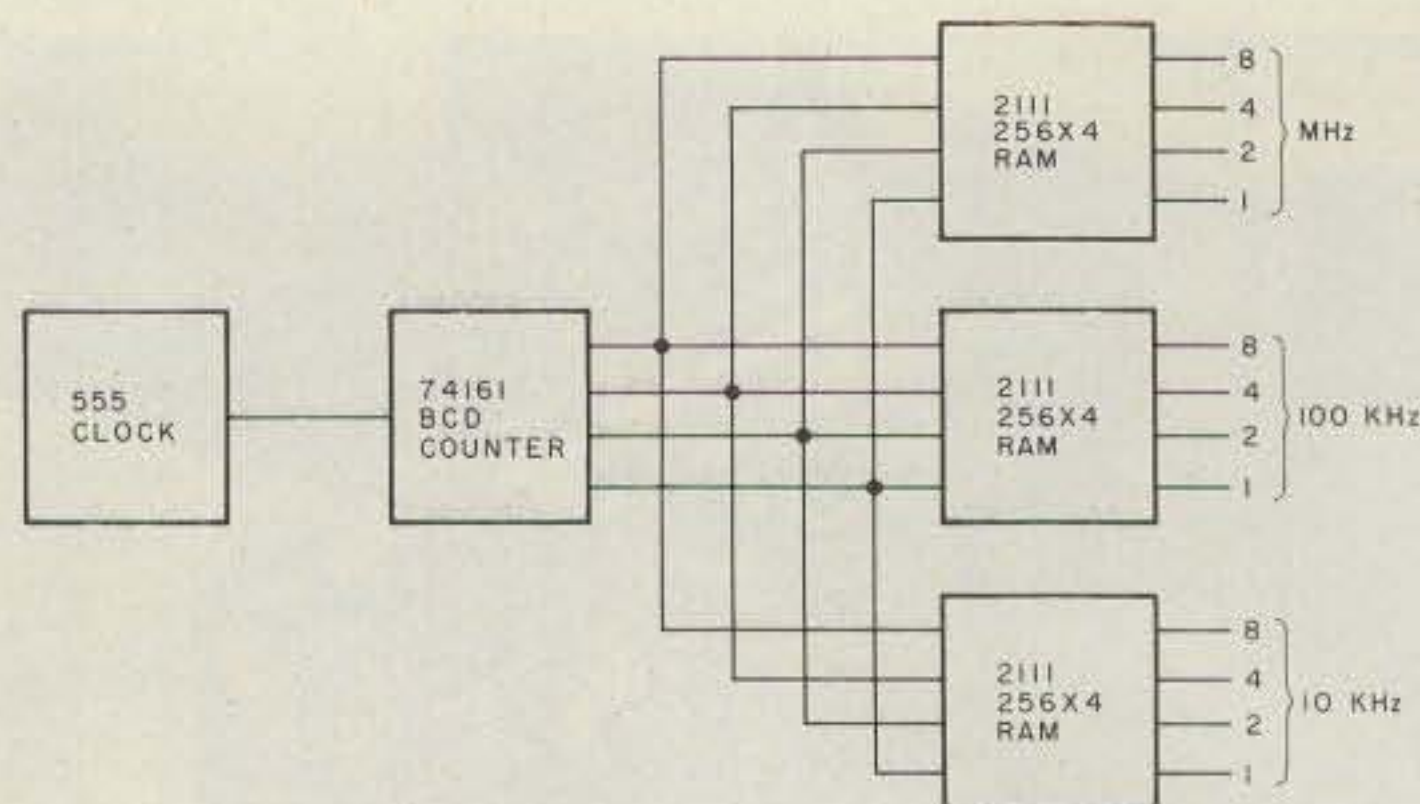 555
CLOCK
74161
BCD
COUNTER
2111
256X4
RAM
8
4
2
1
MHz
2111
256X4
RAM
8
4
2
1
100 KHz
2111
256X4
RAM
8
4
2
1
10 KHz